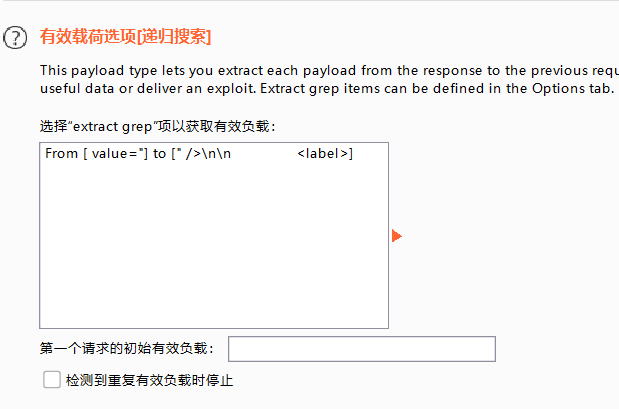 有效载荷选项[递归搜索]
This payload type lets you extract each payload from the response to the previous requ
useful data or deliver an exploit. Extract grep items can be defined in the Options tab.
选择“extract grep”项以获取有效负载：
From [ value="] to [" />\n\n                <label>]
第一个请求的初始有效负载：
检测到重复有效负载时停止